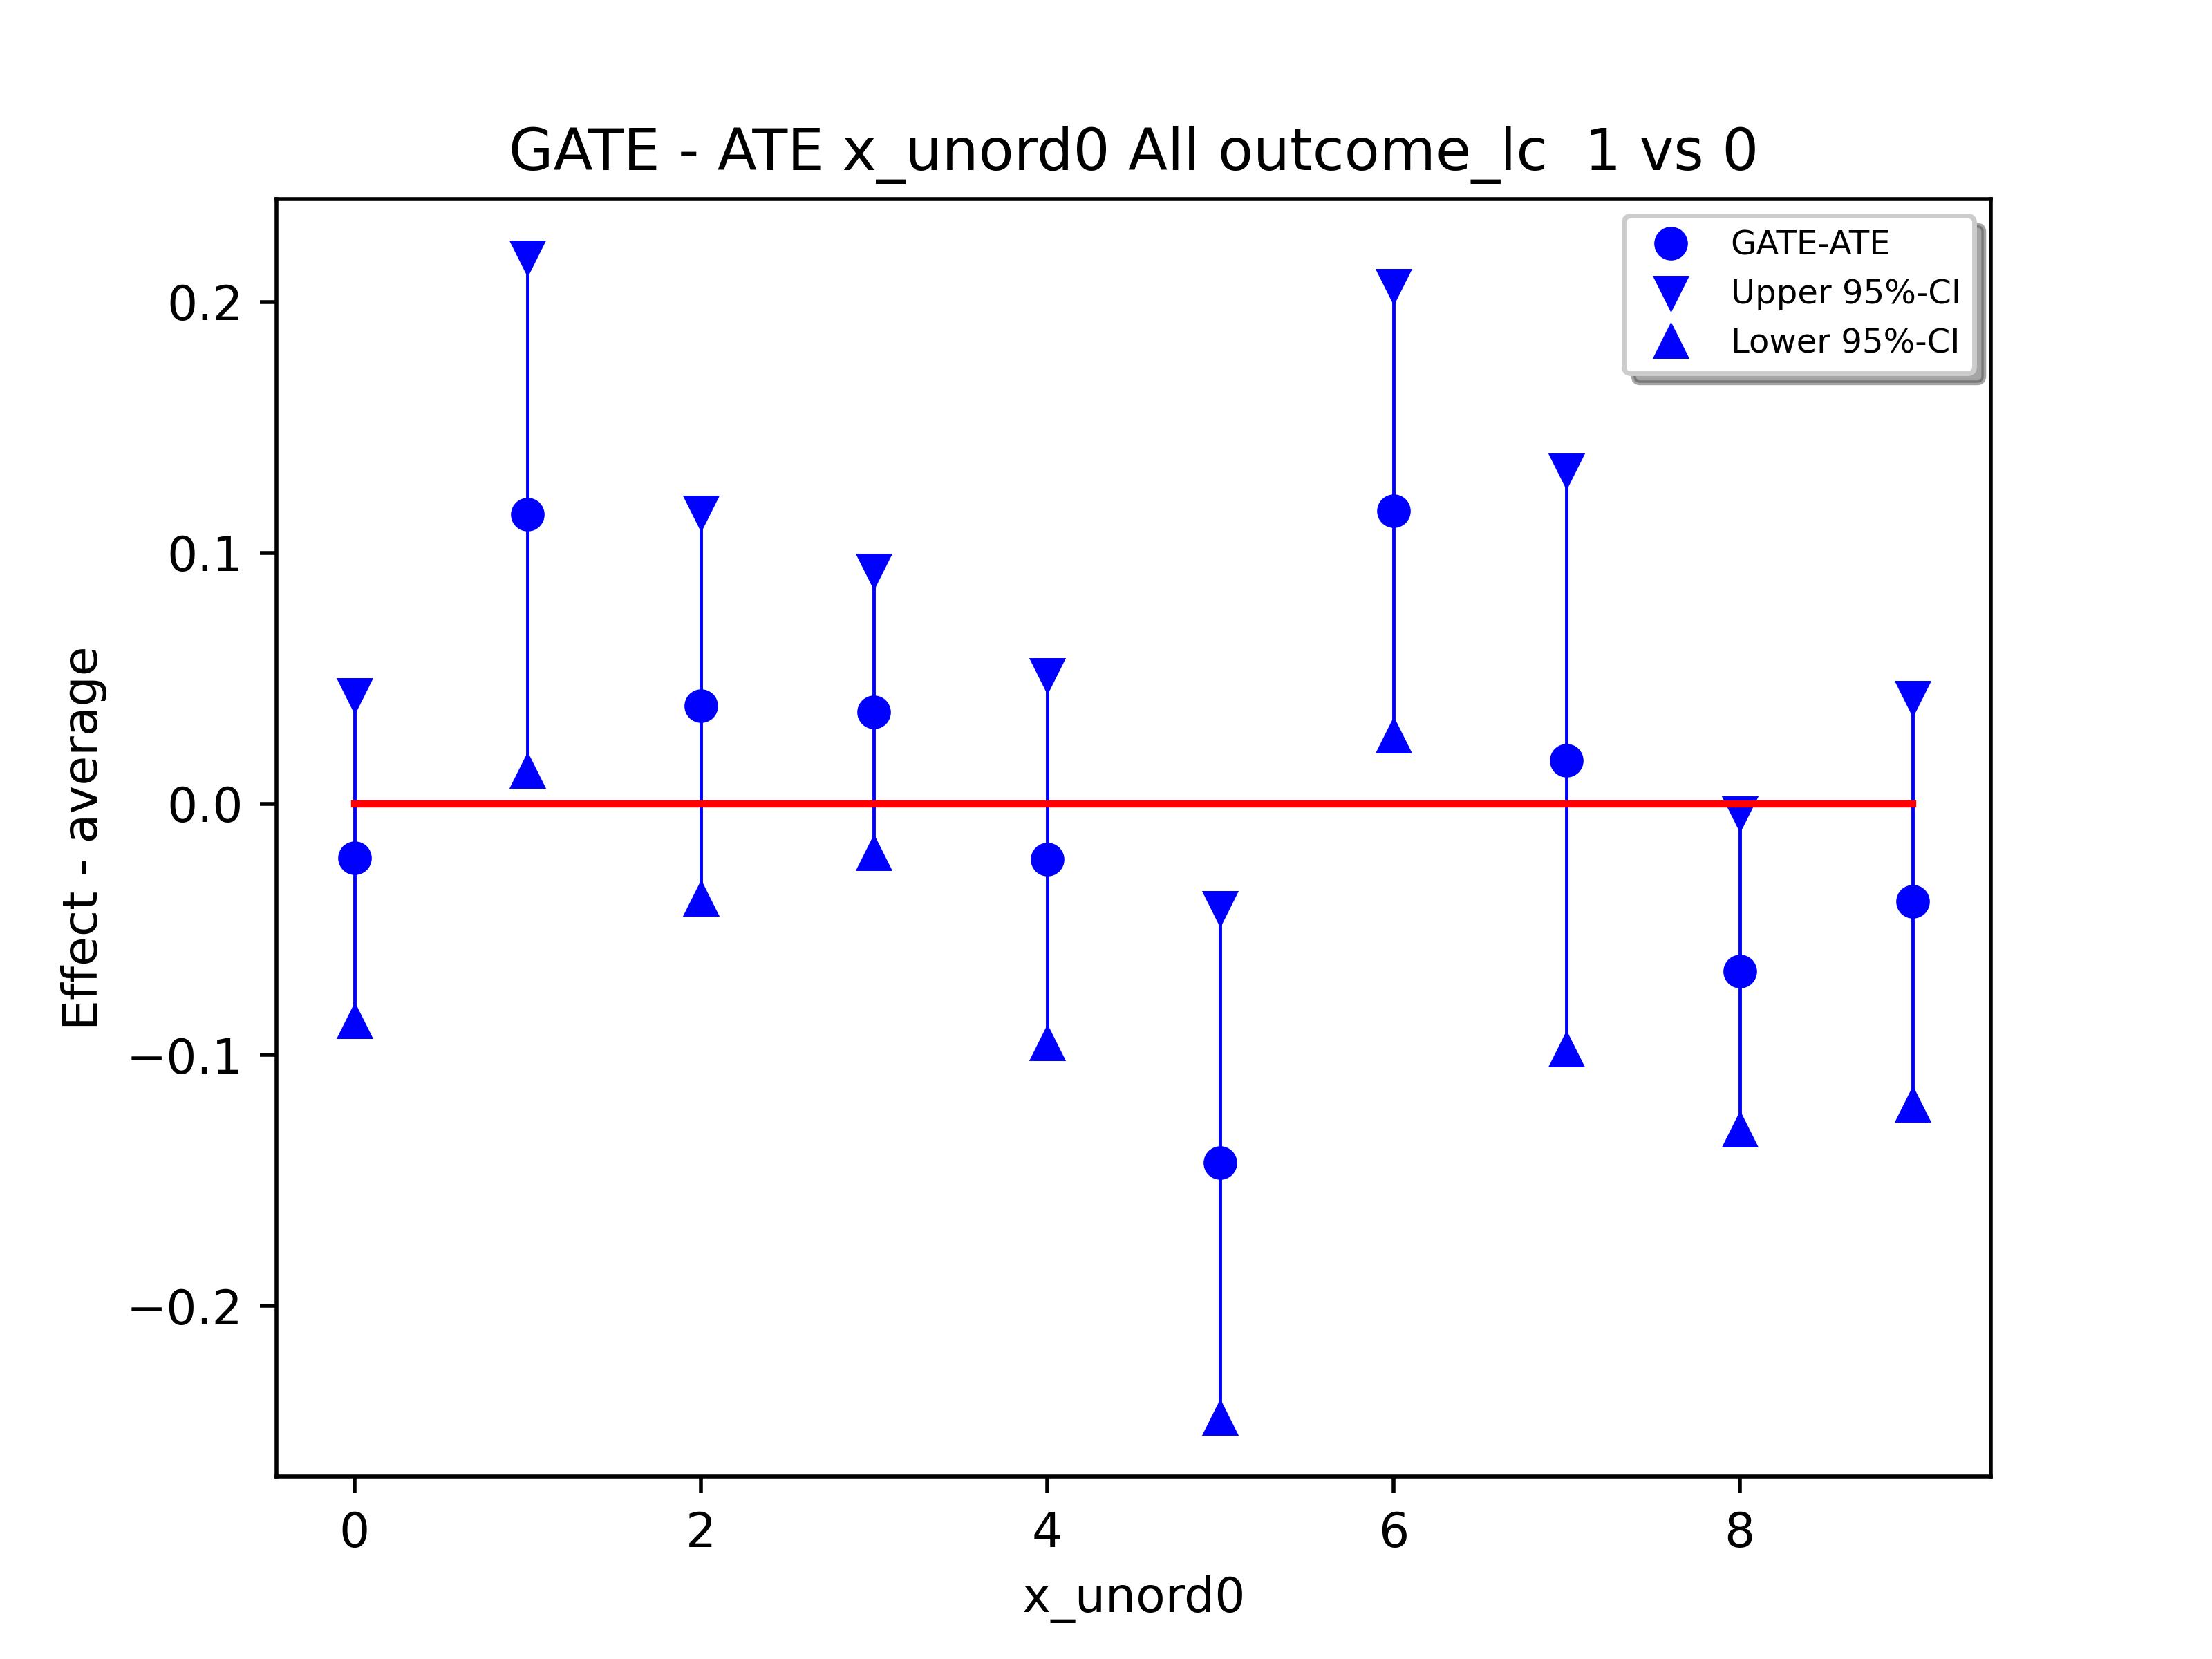 GATE - ATE x_unord0 All outcome_lc  1 vs 0
GATE-ATE
Upper 95%-CI
Lower 95%-CI
Effect - average
0.2
0.1
0.0
−0.1
−0.2
0 2 4 6 8
x_unord0